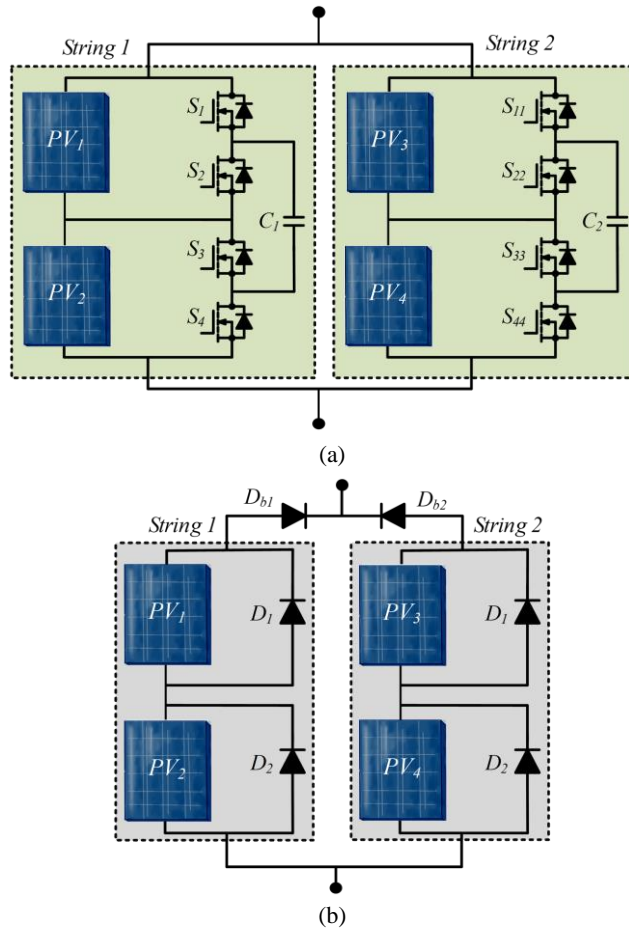 String 1
String 2
S1
S11
PV1
PV3
S2
S22
C1
C2
S3
S33
PV2
PV4
S4
S44
(a)
Db1
Db2
String 1
String 2
PV1
D1
PV3
D1
PV2
D2
PV4
D2
(b)